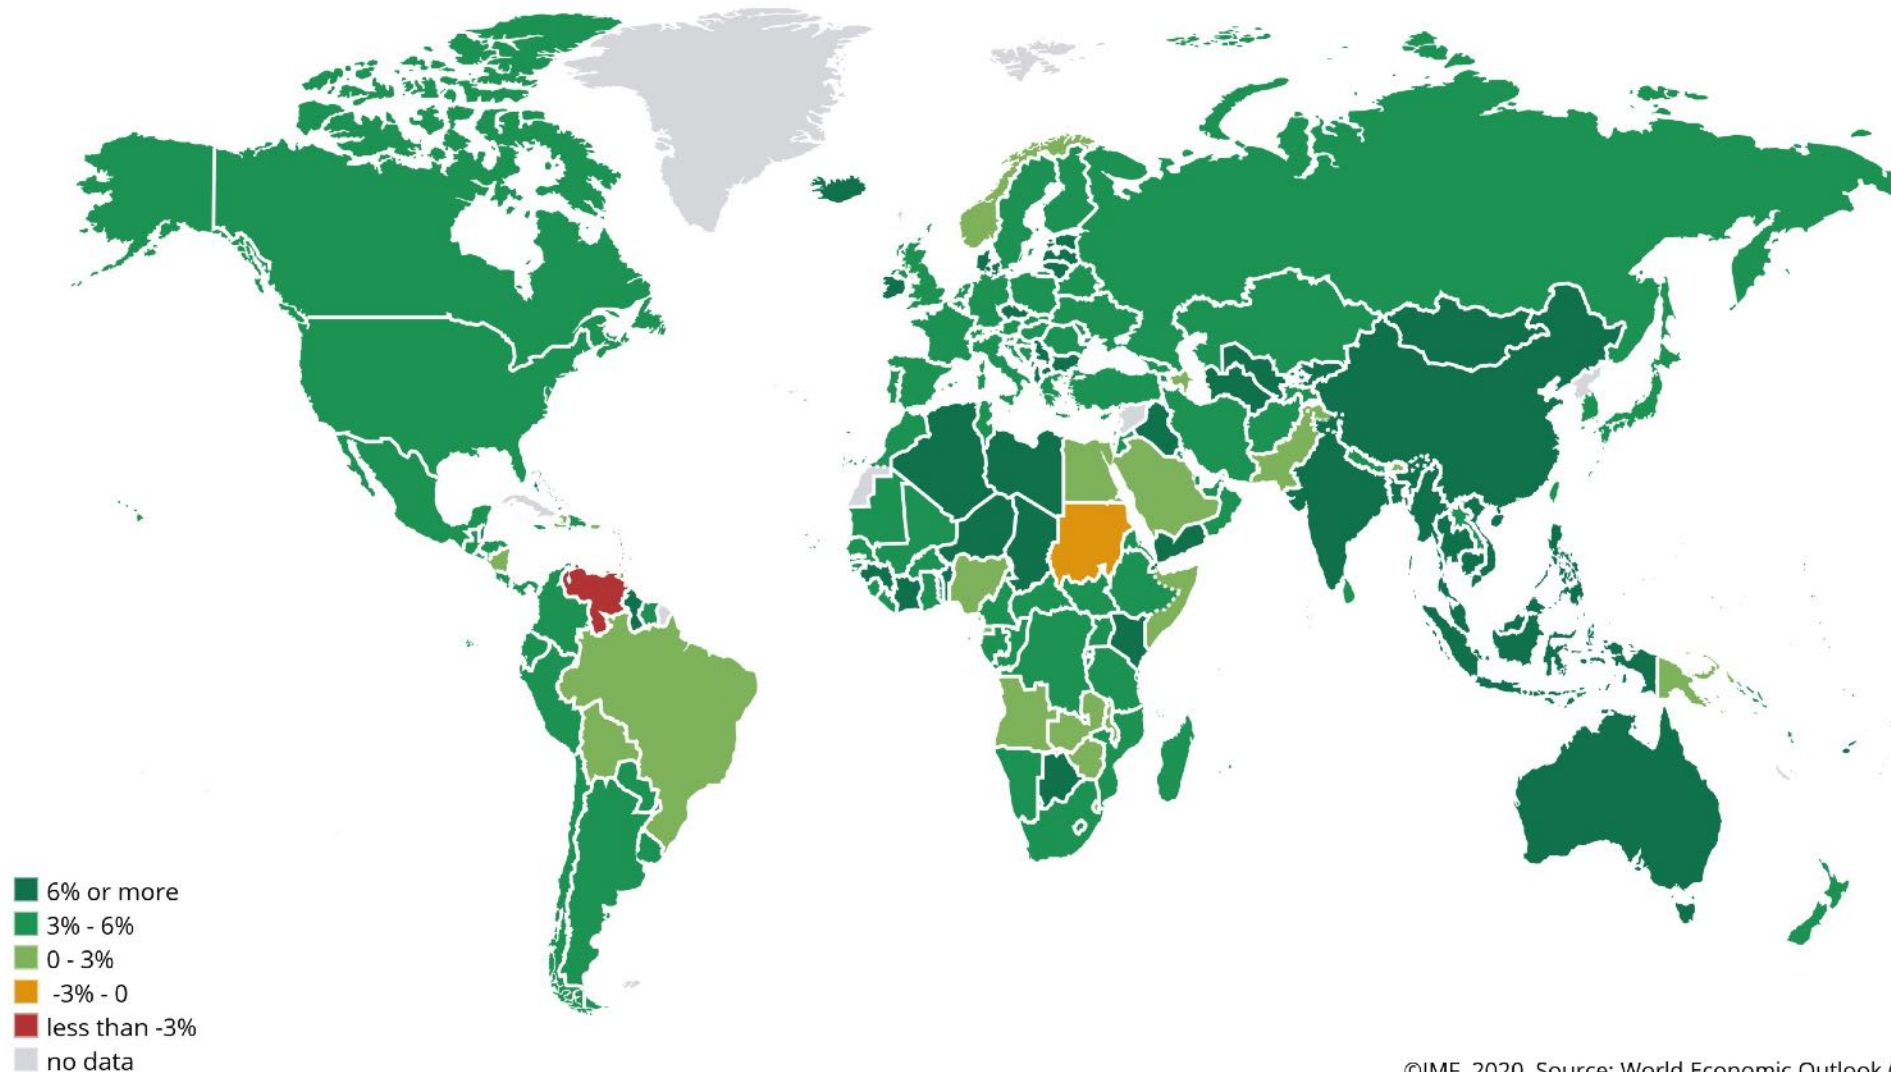 6% or more
3% - 6%
0 - 3%
-3% - 0
less than -3%
no data
©IMF, 2020, Source: World Economic Outlook